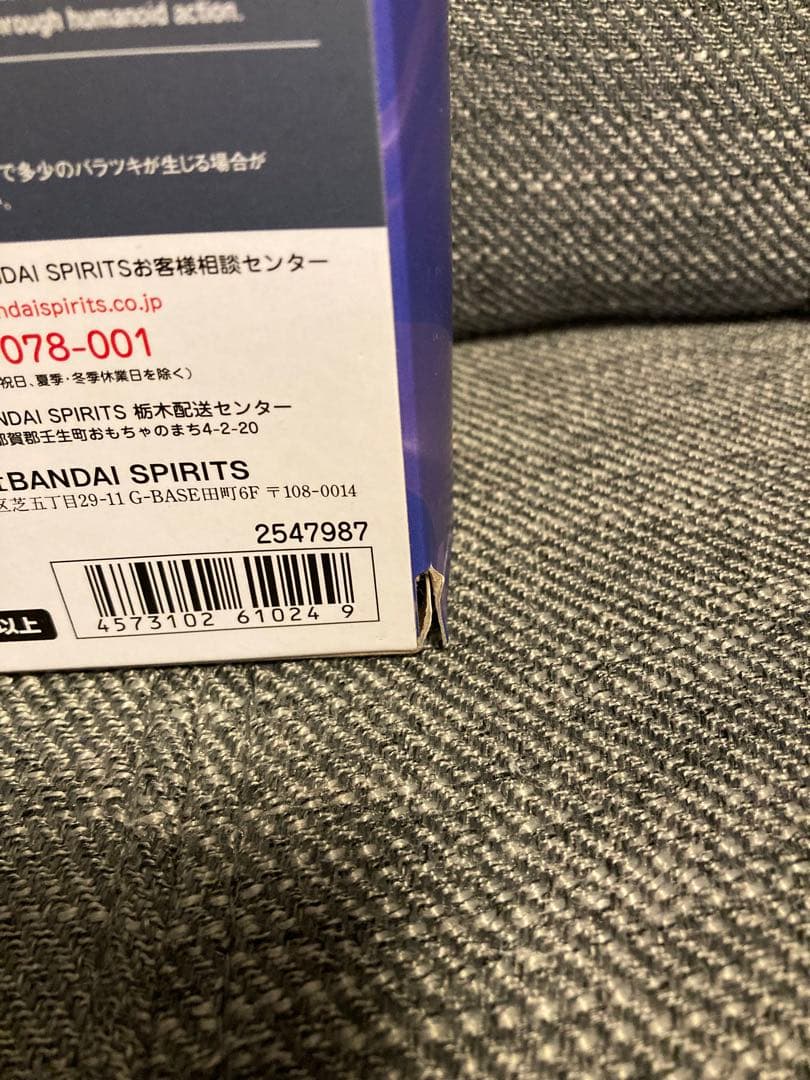 rough humanoid action.
で多少のバラツキが生じる場合が
。
NDAI SPIRITSお客様相談センター
ndaispirits.co.jp
078-001
祝日、夏季・冬季休業日を除く)
NDAI SPIRITS 栃木配送センター
都賀郡壬生町おもちゃのまち4-2-20
BANDAI SPIRITS
区芝五丁目29-11 G-BASE田町6F 〒108-0014
2547987
4573102 610249
以上